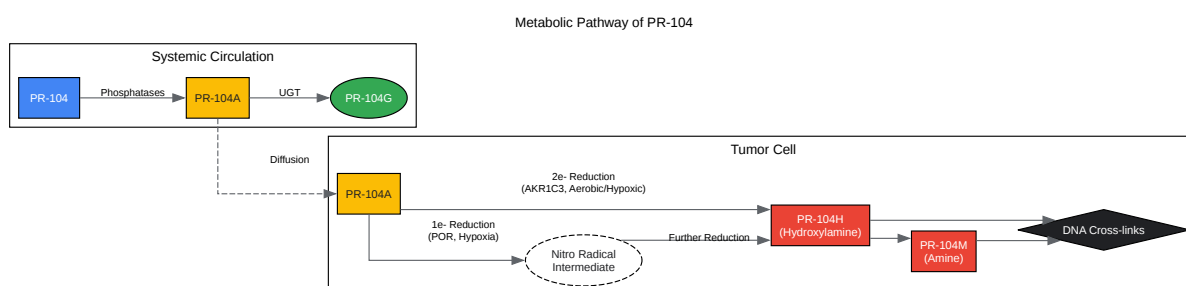 Metabolic Pathway of PR-104
Systemic Circulation
PR-104
Phosphatases
PR-104A
UGT
PR-104G
Diffusion
Tumor Cell
PR-104A
2e- Reduction
(AKR1C3, Aerobic/Hypoxic)
1e- Reduction
(POR, Hypoxia)
Nitro Radical
Intermediate
Further Reduction
PR-104H
(Hydroxylamine)
PR-104M
(Amine)
DNA Cross-links